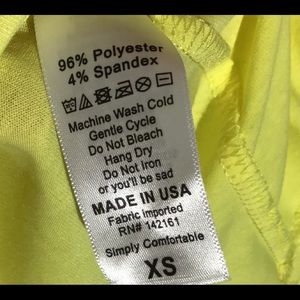 96% Polyester
4% Spandex
Machine Wash Cold
Gentle Cycle
Do Not Bleach
Hang Dry
Do Not Iron
or you'll be sad
MADE IN USA
Fabric Imported
RN# 142161
Simply Comfortable
XS